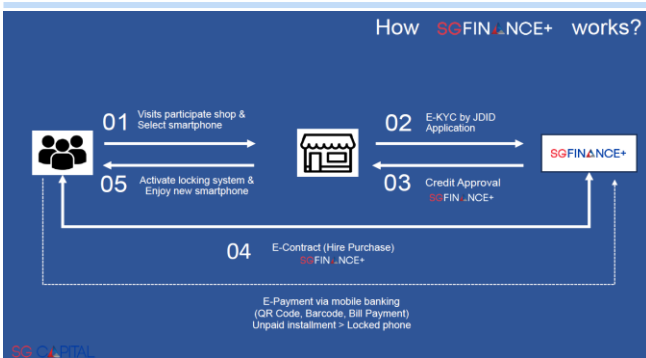 How SGFINANCE+ works?
01 Visits participate shop &
Select smartphone
02 E-KYC by JDID
Application
SGFINANCE+
05 Activate locking system &
Enjoy new smartphone
03 Credit Approval
SGFINANCE+
04 E-Contract (Hire Purchase)
SGFINANCE+
E-Payment via mobile banking
(QR Code, Barcode, Bill Payment)
Unpaid installment > Locked phone
SG CAPITAL